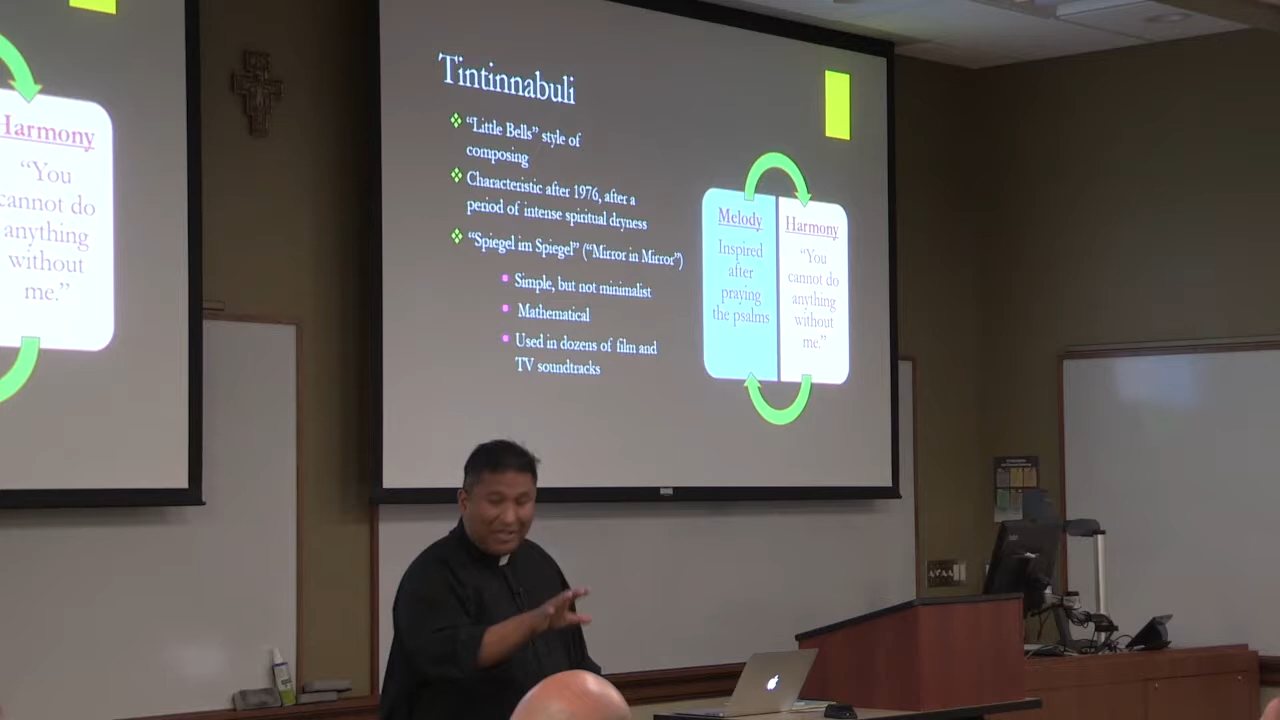 Harmony
“You
cannot do
anything
without
me.”
Tintinnabuli
“Little Bells” style of
composing
Characteristic after 1976, after a
period of intense spiritual dryness
“Spiegel im Spiegel” (“Mirror in Mirror”)
Simple, but not minimalist
Mathematical
Used in dozens of film and
TV soundtracks
Melody
Inspired
after
praying
the psalms
Harmony
“You
cannot do
anything
without
me.”